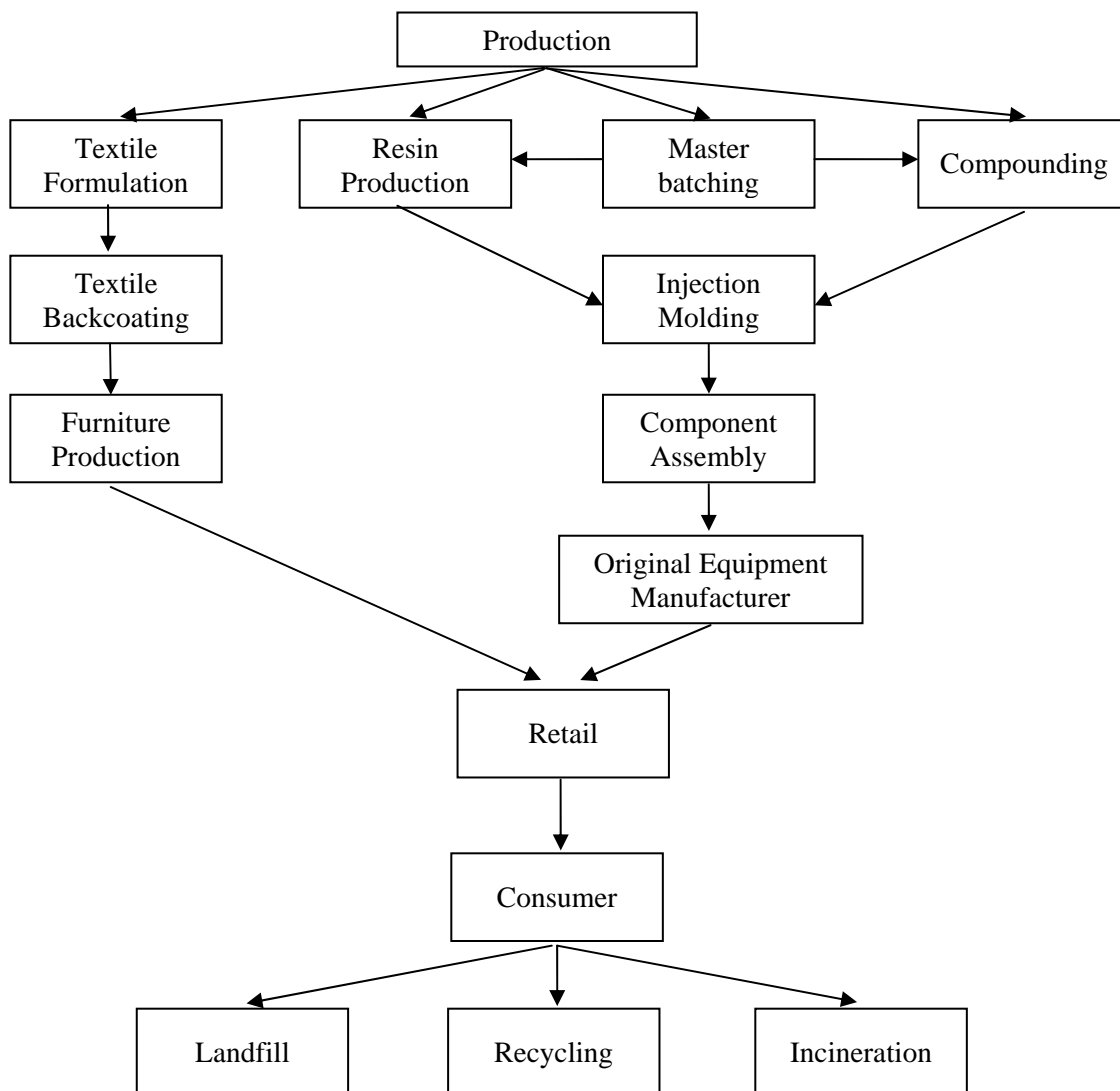 Production
Textile
Formulation
Resin
Production
Master
batching
Compounding
Textile
Backcoating
Injection
Molding
Furniture
Production
Component
Assembly
Original Equipment
Manufacturer
Retail
Consumer
Landfill
Recycling
Incineration